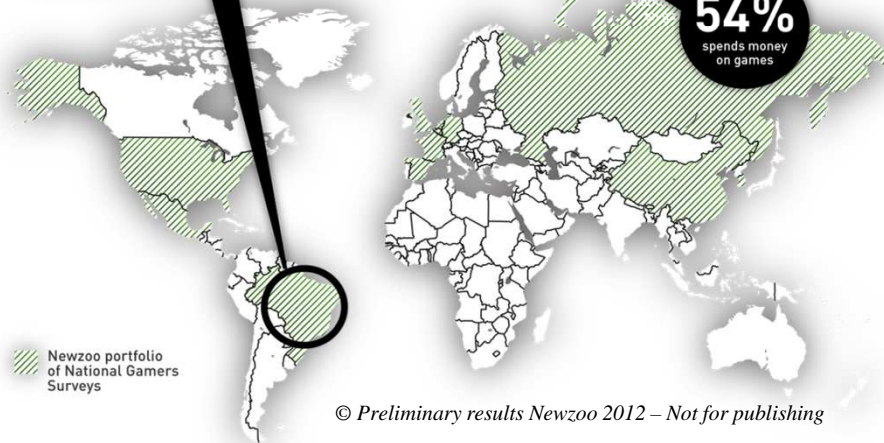 54%
spends money
on games
Newzoo portfolio
of National Gamers
Surveys
© Preliminary results Newzoo 2012 – Not for publishing